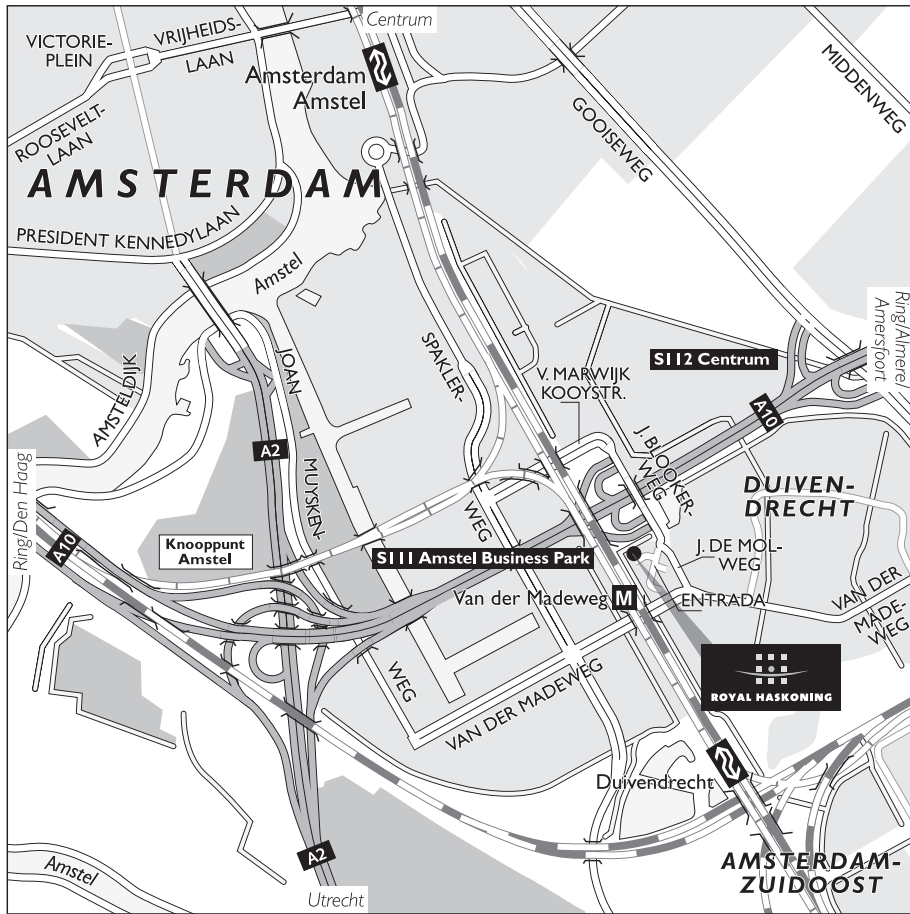 Centrum
VICTORIE-
PLEIN
VRIJHEIDS-
LAAN
Amsterdam
Amstel
MIDDENWEG
GOOISEWEG
ROOSEVELT-
LAAN
AMSTERDAM
PRESIDENT KENNEDYLAAN
Amstel
Ring/Almere/
Amersfoort
AMSTELDIJK
JOAN
MUYSKEN-
WEG
SPAKLER-
WEG
S112 Centrum
V. MARWIJK
KOOYSTR.
A10
J. BLOOKER-
WEG
A2
DUIVEN-
DRECHT
Ring/Den Haag
A10
Knooppunt
Amstel
S111 Amstel Business Park
J. DE MOL-
WEG
Van der Madeweg M
ENTRADA
VAN DER
MADE-
WEG
ROYAL HASKONING
VAN DER MADEWEG
Duivendrecht
A2
Amstel
Utrecht
AMSTERDAM-
ZUIDOOST